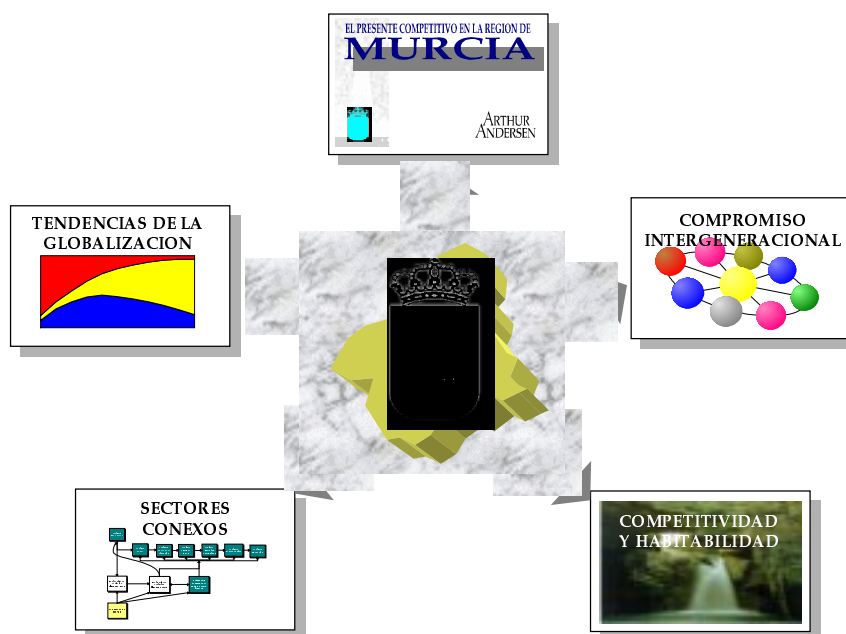 EL PRESENTE COMPETITIVO EN LA REGION DE
MURCIA
ARTHUR
ANDERSEN
TENDENCIAS DE LA
GLOBALIZACION
COMPROMISO
INTERGENERACIONAL
SECTORES
CONEXOS
COMPETITIVIDAD
Y HABITABILIDAD